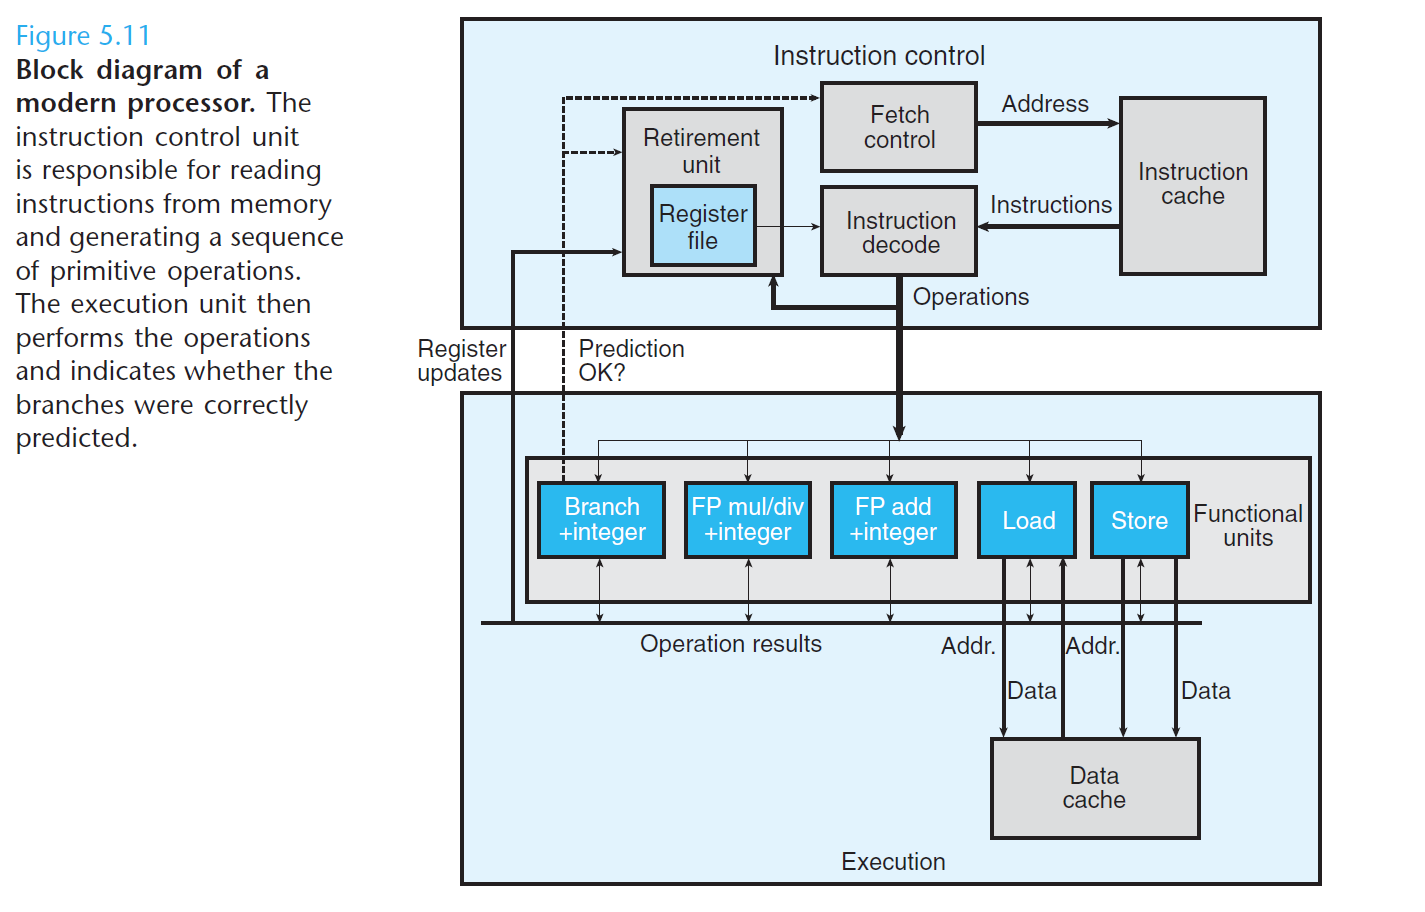 Figure 5.11
Block diagram of a
modern processor. The
instruction control unit
is responsible for reading
instructions from memory
and generating a sequence
of primitive operations.
The execution unit then
performs the operations
and indicates whether the
branches were correctly
predicted.
Instruction control
Fetch
control
Address
Retirement
unit
Instruction
cache
Register
file
Instruction
decode
Instructions
Operations
Register
updates
Prediction
OK?
Branch
+integer
FP mul/div
+integer
FP add
+integer
Load
Store
Functional
units
Operation results
Addr.
Addr.
Data
Data
Data
cache
Execution